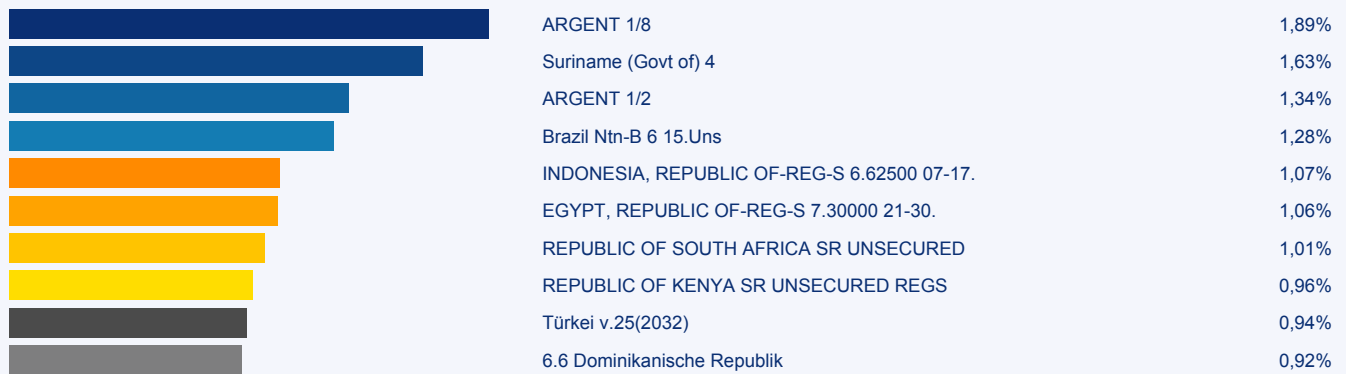 ARGENT 1/8 1,89%
Suriname (Govt of) 4 1,63%
ARGENT 1/2 1,34%
Brazil Ntn-B 6 15.Uns 1,28%
INDONESIA, REPUBLIC OF-REG-S 6.62500 07-17. 1,07%
EGYPT, REPUBLIC OF-REG-S 7.30000 21-30. 1,06%
REPUBLIC OF SOUTH AFRICA SR UNSECURED 1,01%
REPUBLIC OF KENYA SR UNSECURED REGS 0,96%
Türkei v.25(2032) 0,94%
6.6 Dominikanische Republik 0,92%